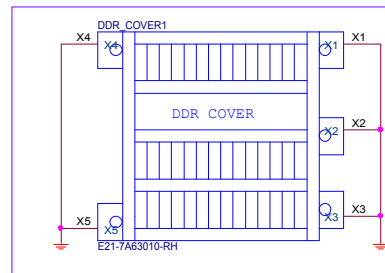 DDR_COVER1
X4 X4 X1 X1
DDR COVER
X2 X2
X5 X5 X3 X3
E21-7A63010-RH